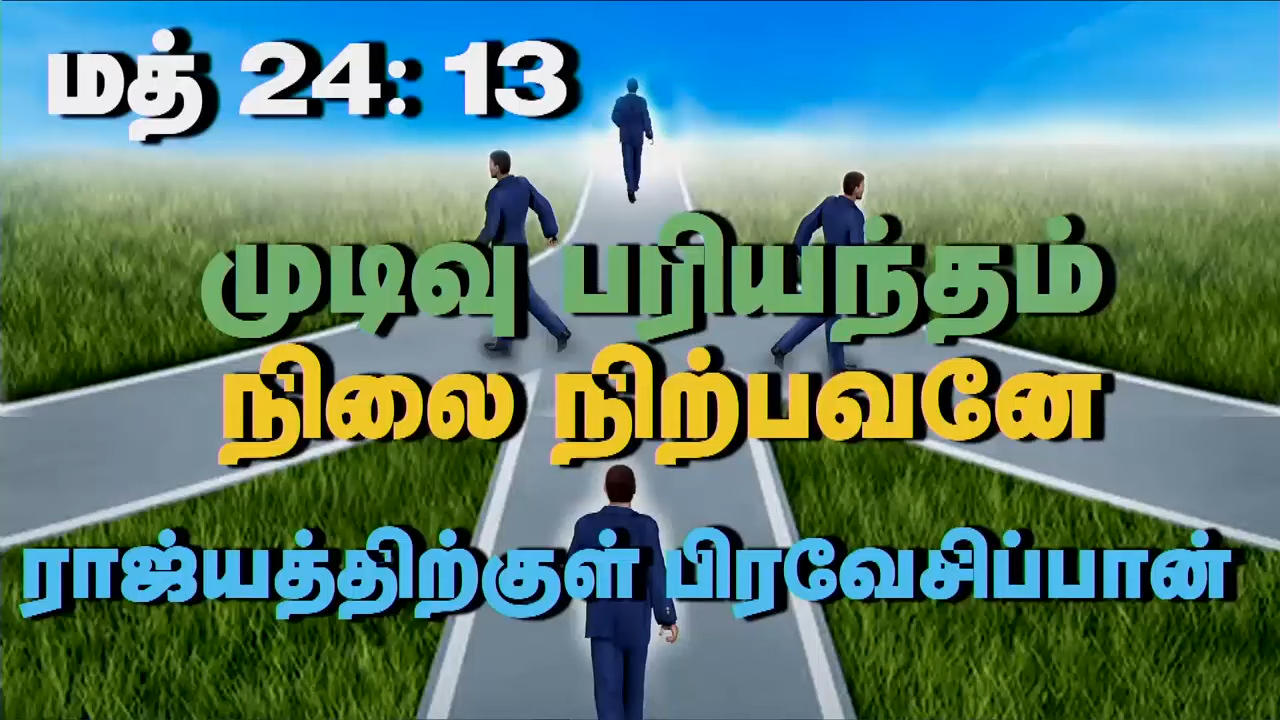 மத் 24: 13
முடிவு பரியந்தம்
நிலை நிற்பவனே
ராஜ்யத்திற்குள் பிரவேசிப்பான்